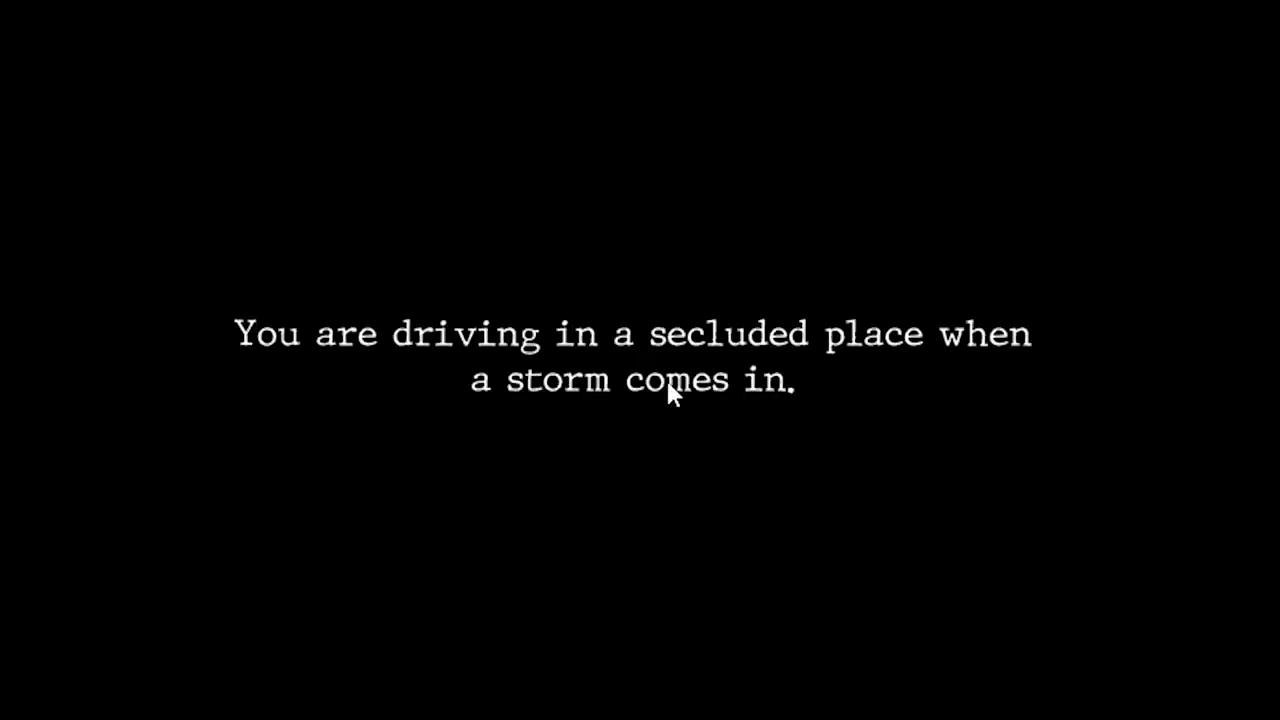 You are driving in a secluded place when
a storm comes in.